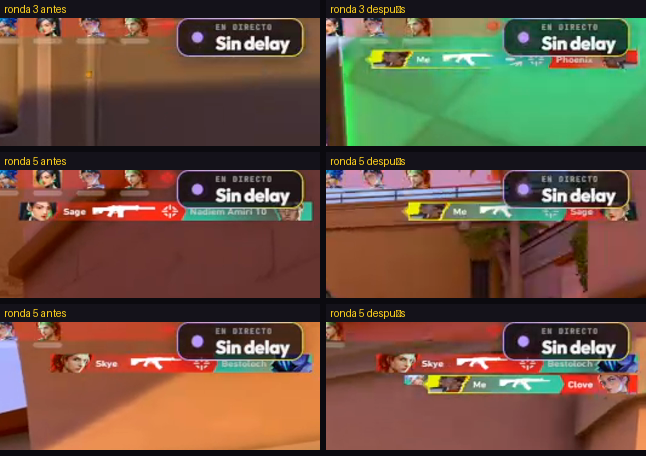 ronda 3 antes
EN DIRECTO
Sin delay
ronda 3 despu�s
EN DIRECTO
Sin delay
Me Phoenix
ronda 5 antes
EN DIRECTO
Sin delay
Sage Nadiem Amiri 10
ronda 5 despu�s
EN DIRECTO
Sin delay
Me Sage
ronda 5 antes
EN DIRECTO
Sin delay
Skye Bestoloch
ronda 5 despu�s
EN DIRECTO
Sin delay
Skye Bestoloch
Me Clove